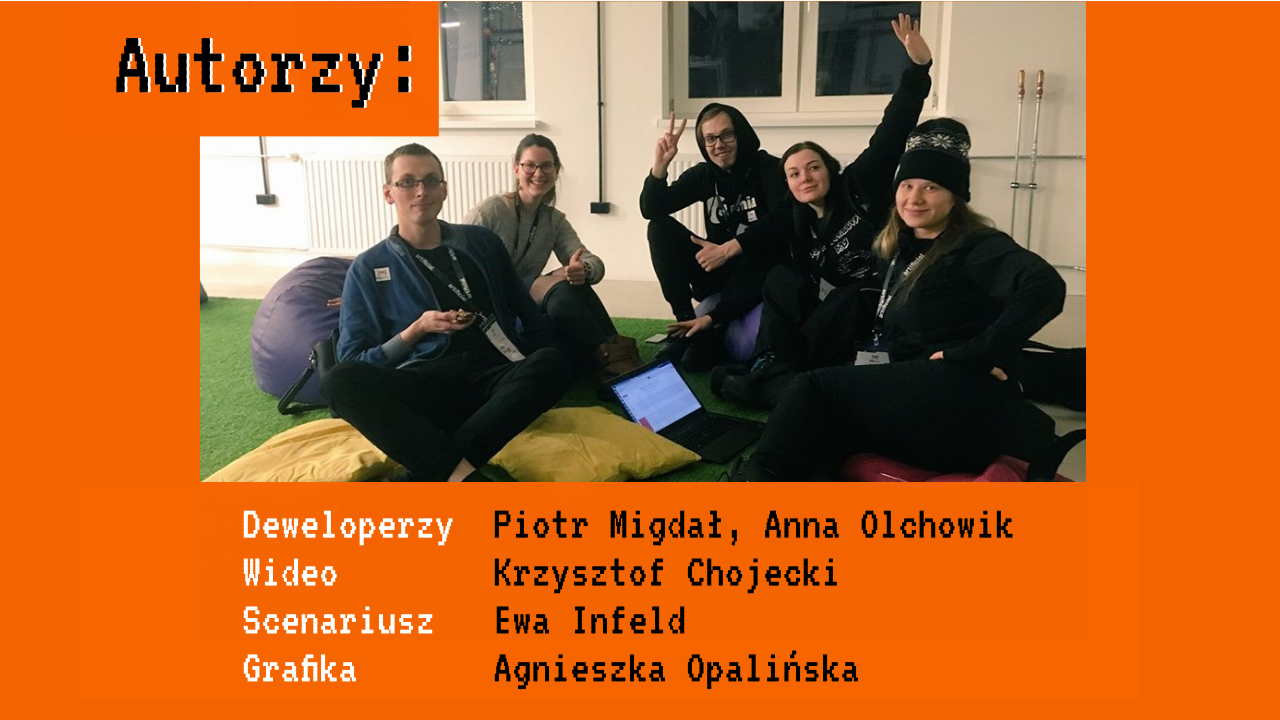 Autorzy:
Deweloperzy Piotr Migdał, Anna Olchowik
Wideo Krzysztof Chojecki
Scenariusz Ewa Infeld
Grafika Agnieszka Opalińska